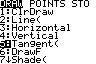 DRAW POINTS STO
1:ClrDraw
2:Line(
3:Horizontal
4:Vertical
5:Tangent(
6:DrawF
7↓Shade(